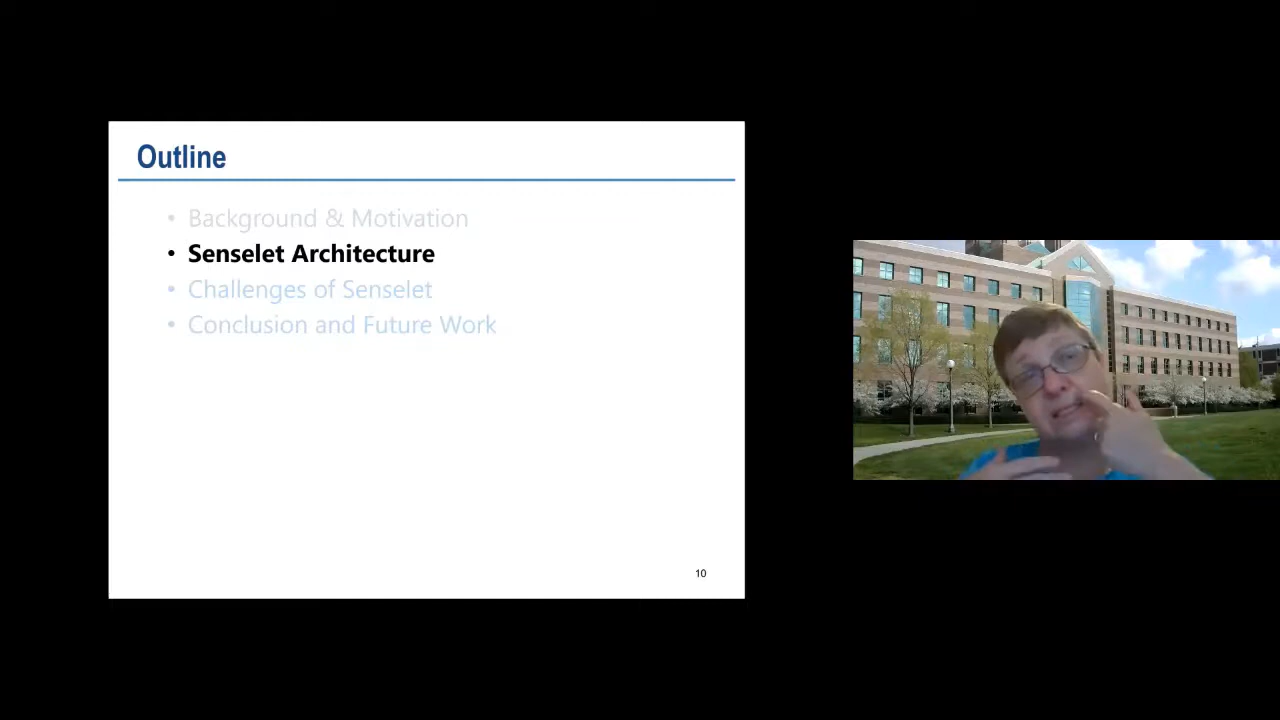 Outline
• Background & Motivation
• Senselet Architecture
• Challenges of Senselet
• Conclusion and Future Work
10